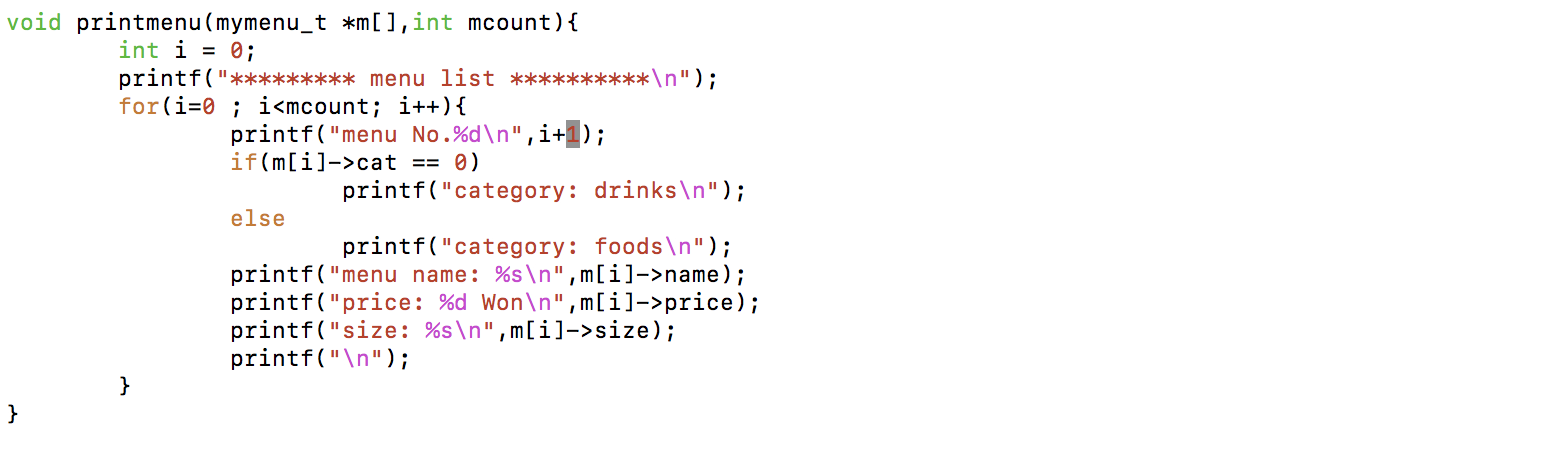 void printmenu(mymenu_t *m[],int mcount){
        int i = 0;
        printf("********* menu list **********\n");
        for(i=0 ; i<mcount; i++){
                printf("menu No.%d\n",i+1);
                if(m[i]->cat == 0)
                        printf("category: drinks\n");
                else
                        printf("category: foods\n");
                printf("menu name: %s\n",m[i]->name);
                printf("price: %d Won\n",m[i]->price);
                printf("size: %s\n",m[i]->size);
                printf("\n");
        }
}